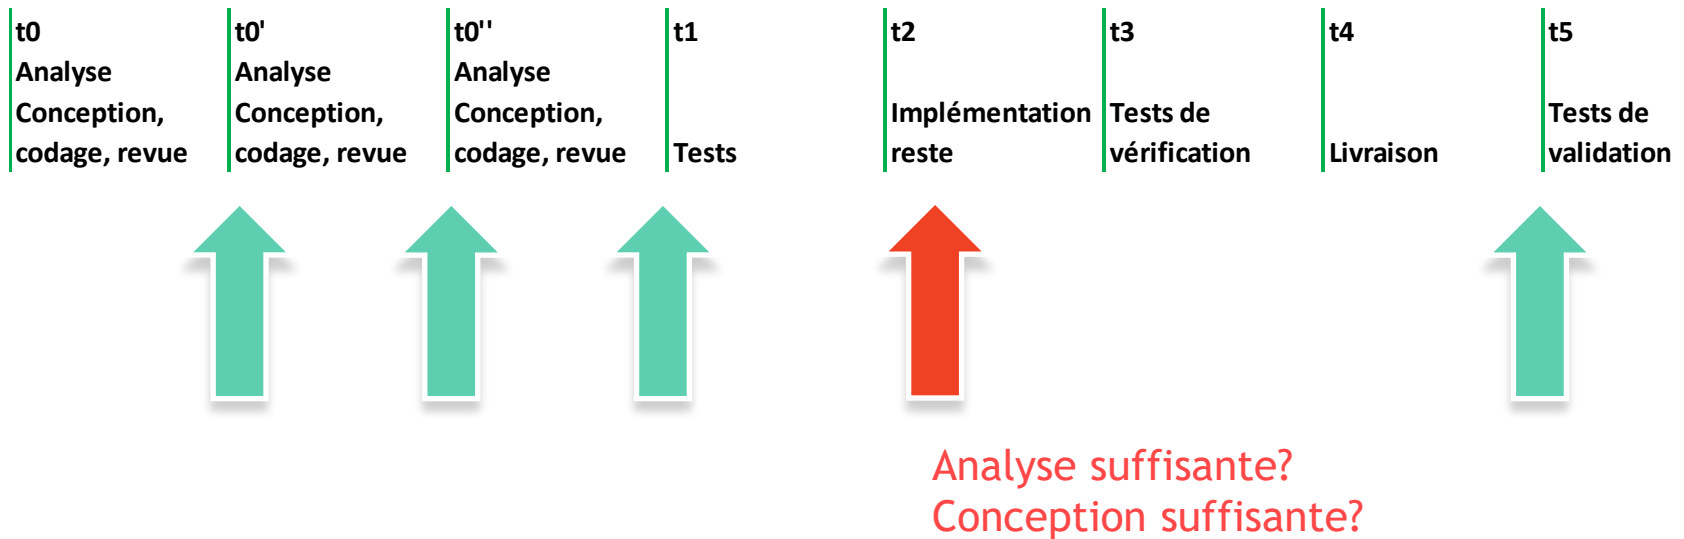 t0
Analyse
Conception,
codage, revue
t0'
Analyse
Conception,
codage, revue
t0''
Analyse
Conception,
codage, revue
t1
Tests
t2
Implémentation
reste
t3
Tests de
vérification
t4
Livraison
t5
Tests de
validation
Analyse suffisante?
Conception suffisante?